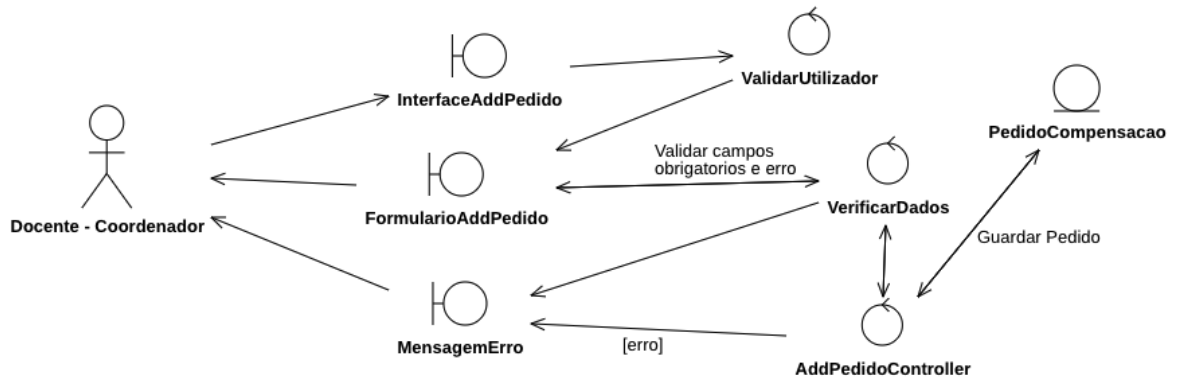 InterfaceAddPedido
ValidarUtilizador
PedidoCompensacao
Docente - Coordenador
Validar campos
obrigatorios e erro
FormularioAddPedido
VerificarDados
Guardar Pedido
MensagemErro
[erro]
AddPedidoController